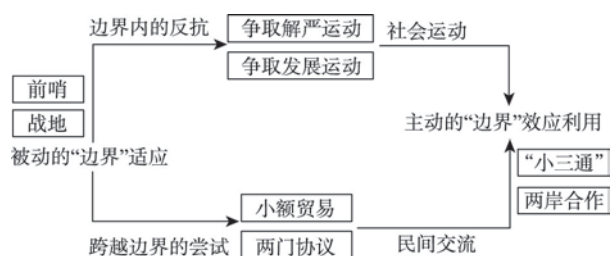 边界内的反抗
争取解严运动
社会运动
争取发展运动
前哨
战地
被动的“边界”适应
主动的“边界”效应利用
“小三通”
两岸合作
小额贸易
跨越边界的尝试
两门协议
民间交流